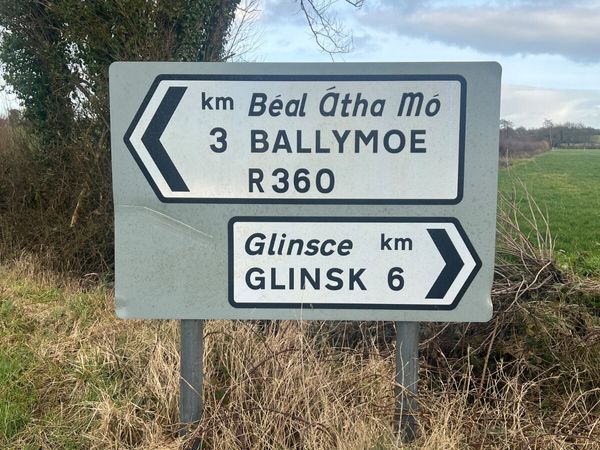 km Béal Átha Mó
3 BALLYMOE
R360
Glinsce km
GLINSK 6